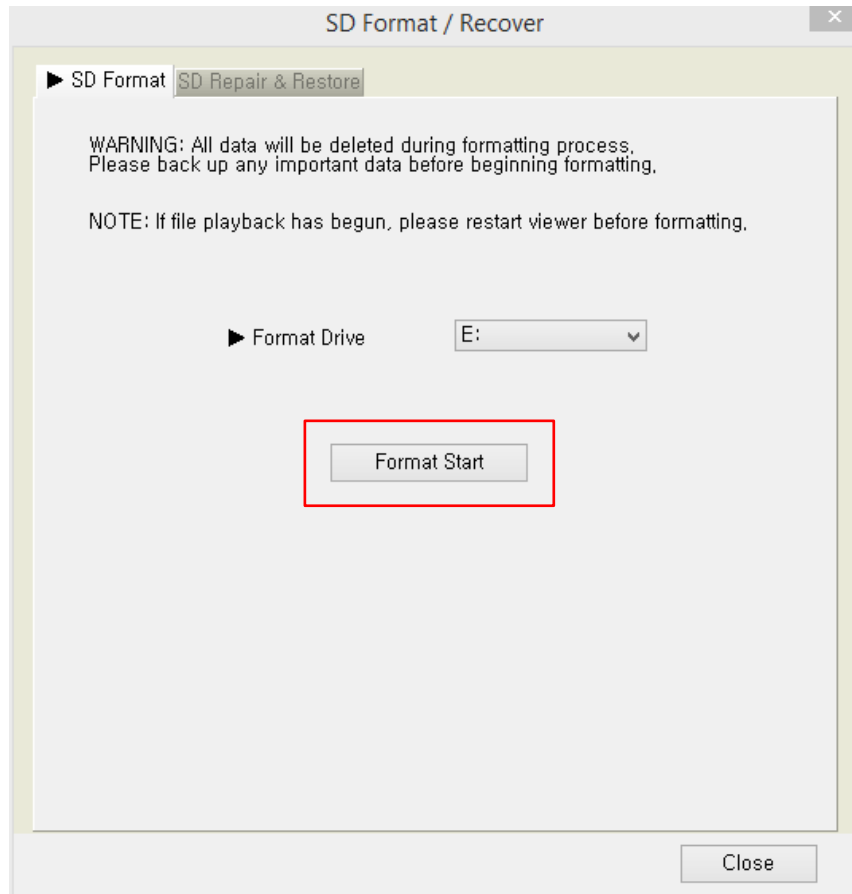 SD Format / Recover
▶ SD Format SD Repair & Restore
WARNING: All data will be deleted during formatting process,
Please back up any important data before beginning formatting,
NOTE: If file playback has begun, please restart viewer before formatting,
▶ Format Drive E:
Format Start
Close